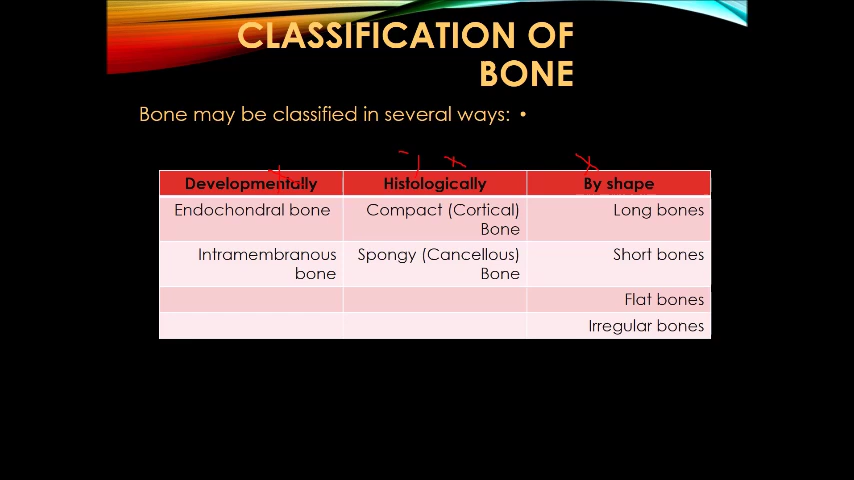 CLASSIFICATION OF
BONE
Bone may be classified in several ways: •
Developmentally Histologically By shape
Endochondral bone Compact (Cortical) Bone Long bones
Intramembranous bone Spongy (Cancellous) Bone Short bones
Flat bones
Irregular bones